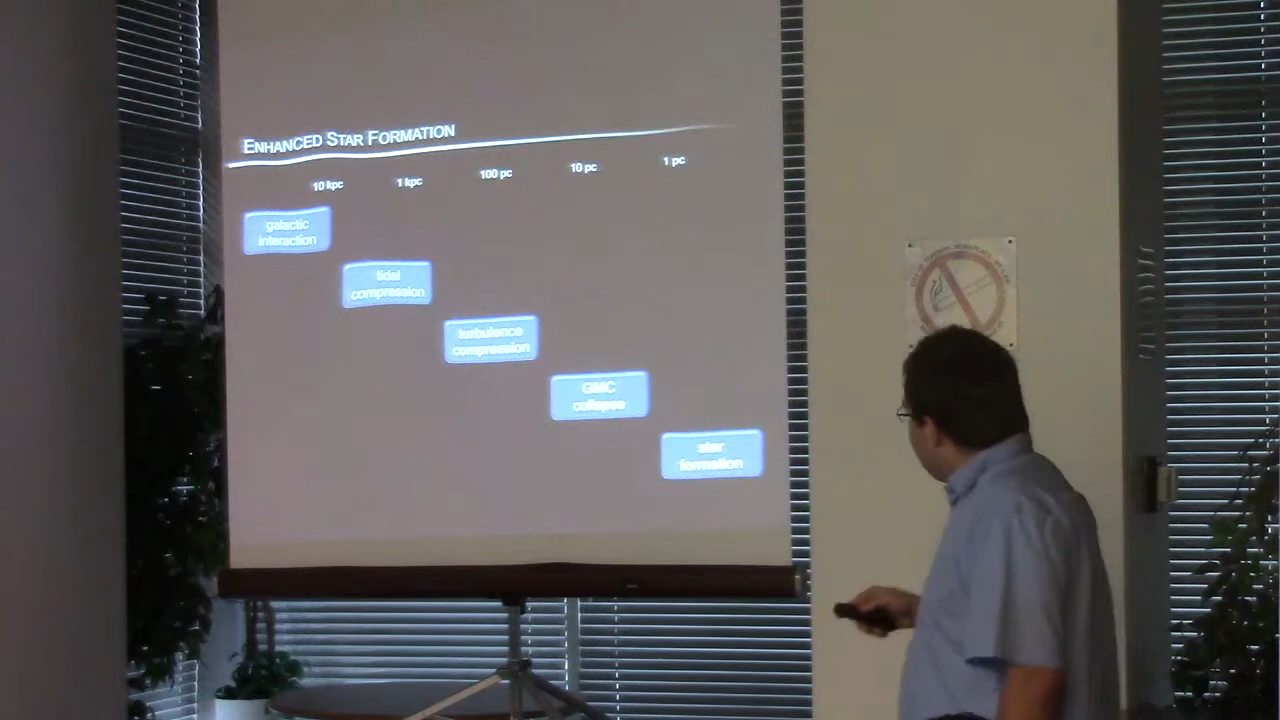 ENHANCED STAR FORMATION
10 kpc 1 kpc 100 pc 10 pc 1 pc
galactic
interaction
tidal
compression
turbulence
compression
GMC
collapse
star
formation